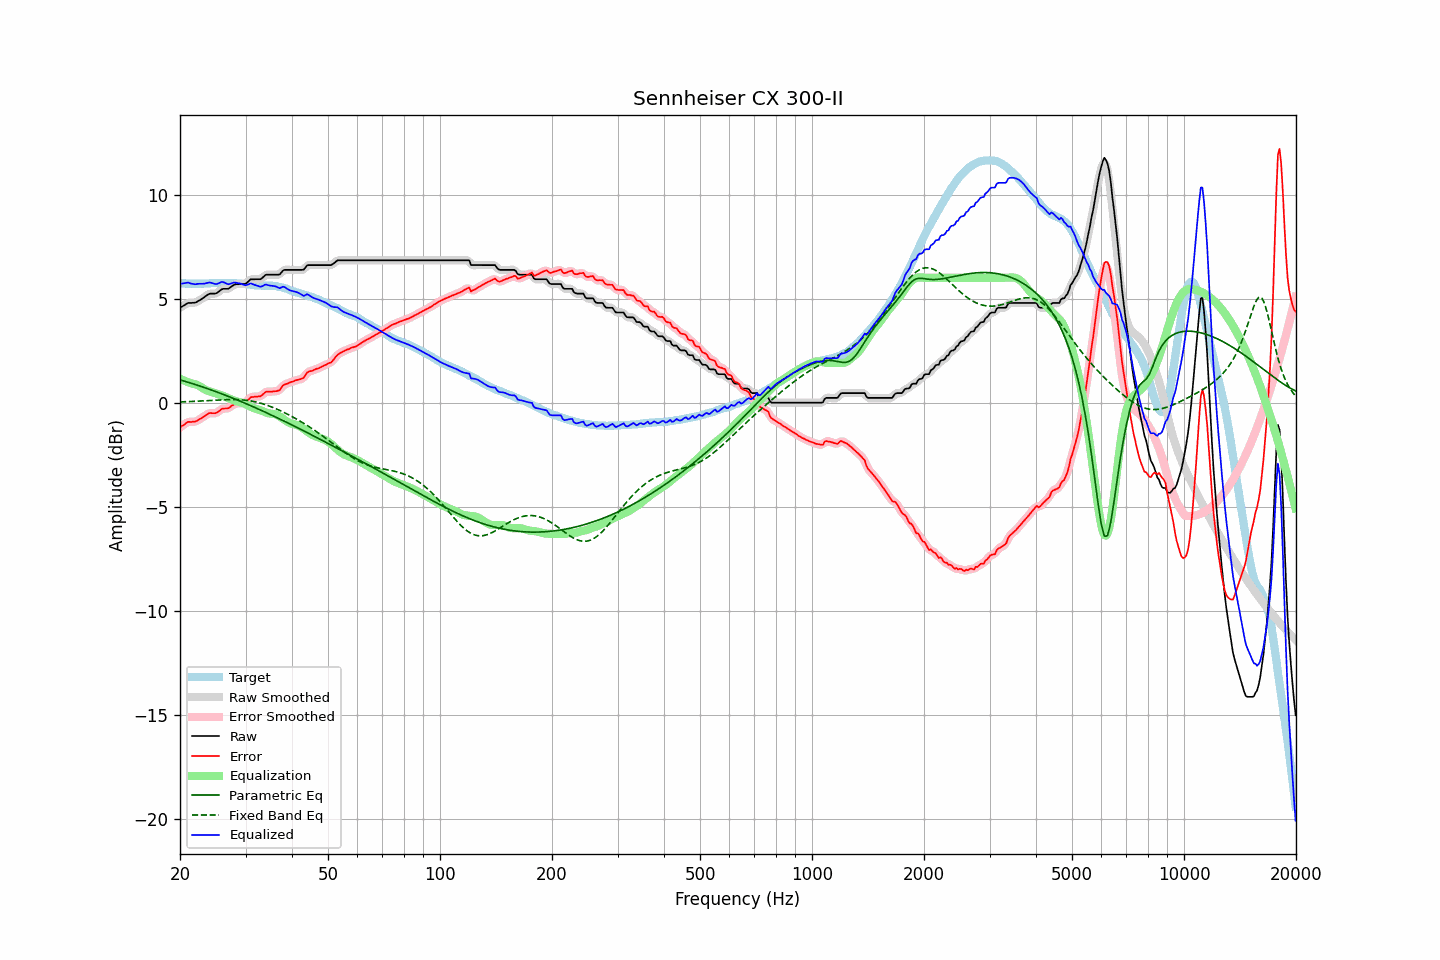 Sennheiser CX 300-II
Amplitude (dBr)
10
5
0
−5
−10
−15
−20
Target
Raw Smoothed
Error Smoothed
Raw
Error
Equalization
Parametric Eq
Fixed Band Eq
Equalized
20 50 100 200 500 1000 2000 5000 10000 20000
Frequency (Hz)